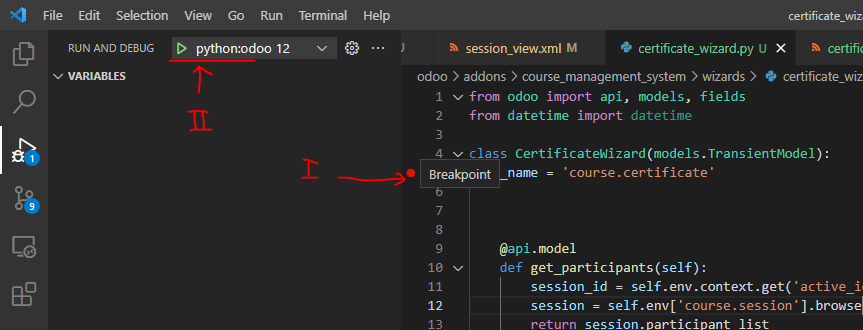 File Edit Selection View Go Run Terminal Help certificate_wiza
RUN AND DEBUG python:odoo 12 session_view.xml M certificate_wizard.py U certific
VARIABLES
odoo > addons > course_management_system > wizards > certificate_wiz
1 from odoo import api, models, fields
2 from datetime import datetime
3
4 class CertificateWizard(models.TransientModel):
Breakpoint _name = 'course.certificate'
6
7
8
9 @api.model
10 def get_participants(self):
11 session_id = self.env.context.get('active_i
12 session = self.env['course.session'].browse
13 return session.participant_list
I
II
1
9